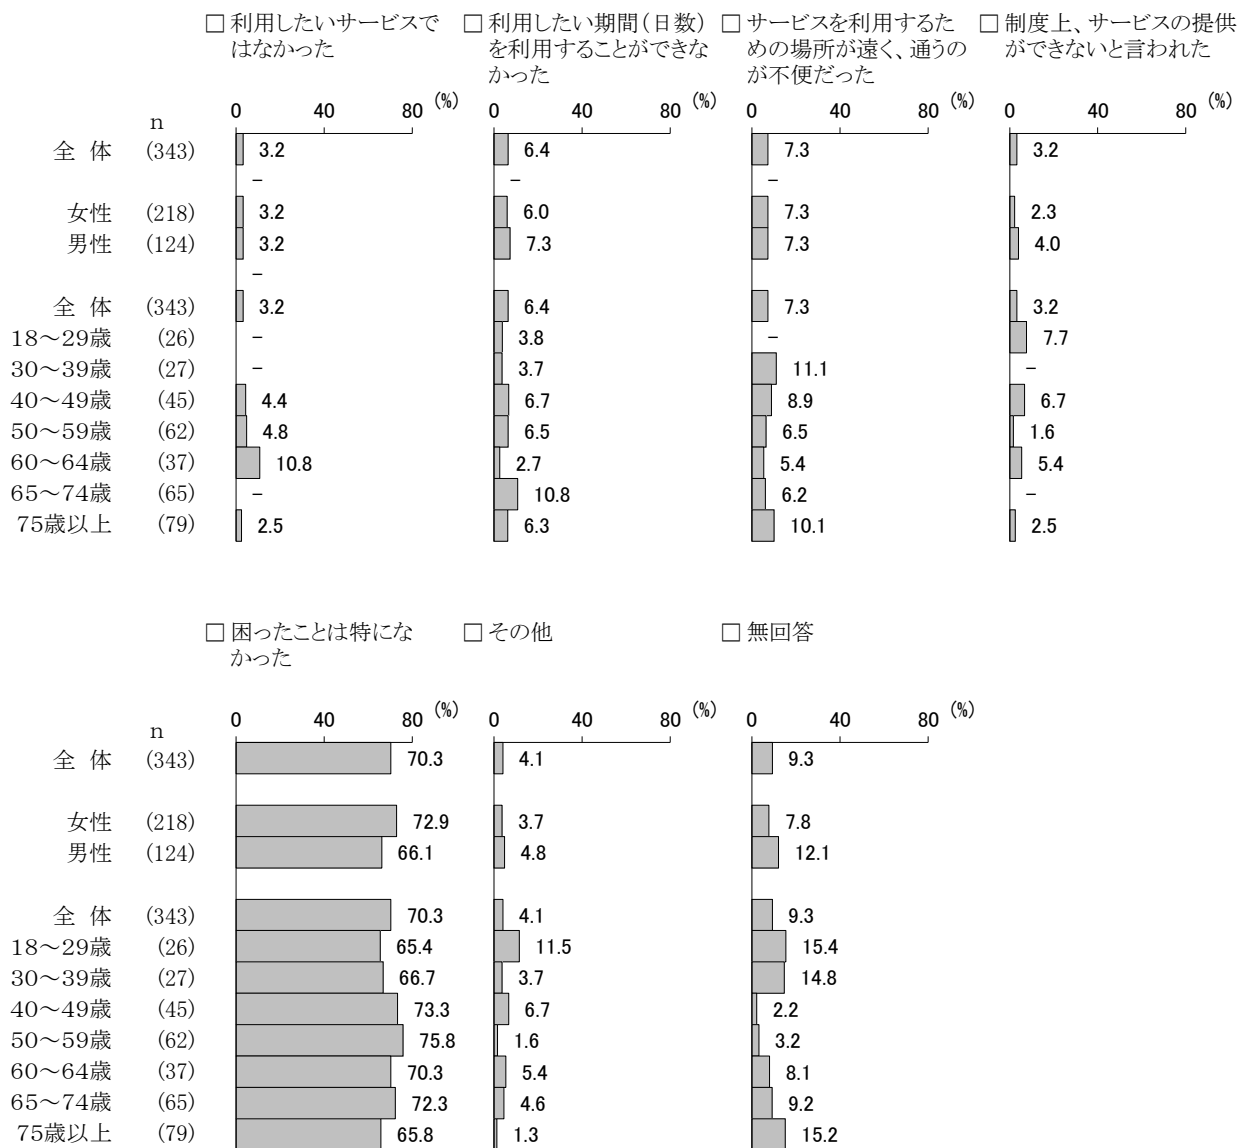 □ 利用したいサービスで
はなかった
□ 利用したい期間（日数）
を利用することができな
かった
□ サービスを利用するた
めの場所が遠く、通うの
が不便だった
□ 制度上、サービスの提供
ができないと言われた
0 40 80 (%) 0 40 80 (%) 0 40 80 (%) 0 40 80 (%)
n
全 体 (343) 3.2 6.4 7.3 3.2
− − −
女性 (218) 3.2 6.0 7.3 2.3
男性 (124) 3.2 7.3 7.3 4.0
−
全 体 (343) 3.2 6.4 7.3 3.2
18～29歳 (26) − 3.8 − 7.7
30～39歳 (27) − 3.7 11.1 −
40～49歳 (45) 4.4 6.7 8.9 6.7
50～59歳 (62) 4.8 6.5 6.5 1.6
60～64歳 (37) 10.8 2.7 5.4 5.4
65～74歳 (65) − 10.8 6.2 −
75歳以上 (79) 2.5 6.3 10.1 2.5
□ 困ったことは特にな
かった
□ その他
□ 無回答
0 40 80 (%) 0 40 80 (%) 0 40 80 (%)
n
全 体 (343) 70.3 4.1 9.3
女性 (218) 72.9 3.7 7.8
男性 (124) 66.1 4.8 12.1
全 体 (343) 70.3 4.1 9.3
18～29歳 (26) 65.4 11.5 15.4
30～39歳 (27) 66.7 3.7 14.8
40～49歳 (45) 73.3 6.7 2.2
50～59歳 (62) 75.8 1.6 3.2
60～64歳 (37) 70.3 5.4 8.1
65～74歳 (65) 72.3 4.6 9.2
75歳以上 (79) 65.8 1.3 15.2